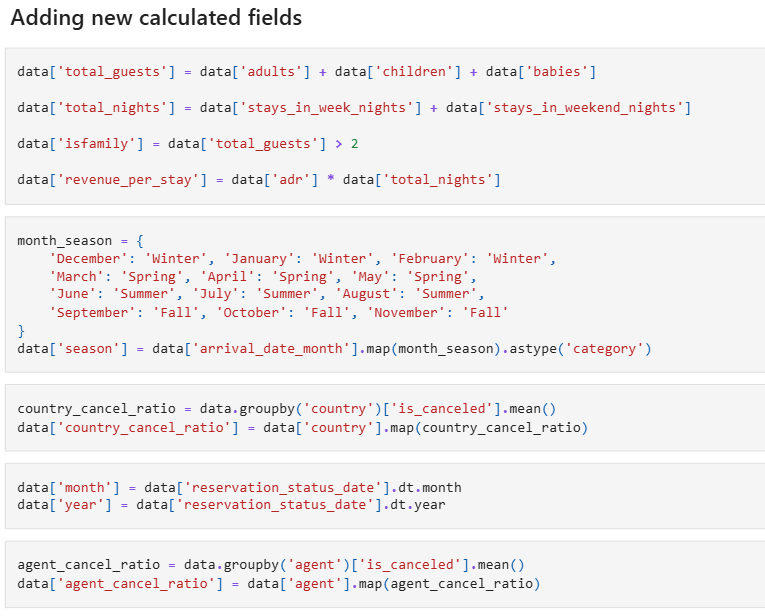 Adding new calculated fields
data['total_guests'] = data['adults'] + data['children'] + data['babies']
data['total_nights'] = data['stays_in_week_nights'] + data['stays_in_weekend_nights']
data['isfamily'] = data['total_guests'] > 2
data['revenue_per_stay'] = data['adr'] * data['total_nights']
month_season = {
    'December': 'Winter', 'January': 'Winter', 'February': 'Winter',
    'March': 'Spring', 'April': 'Spring', 'May': 'Spring',
    'June': 'Summer', 'July': 'Summer', 'August': 'Summer',
    'September': 'Fall', 'October': 'Fall', 'November': 'Fall'
}
data['season'] = data['arrival_date_month'].map(month_season).astype('category')
country_cancel_ratio = data.groupby('country')['is_canceled'].mean()
data['country_cancel_ratio'] = data['country'].map(country_cancel_ratio)
data['month'] = data['reservation_status_date'].dt.month
data['year'] = data['reservation_status_date'].dt.year
agent_cancel_ratio = data.groupby('agent')['is_canceled'].mean()
data['agent_cancel_ratio'] = data['agent'].map(agent_cancel_ratio)